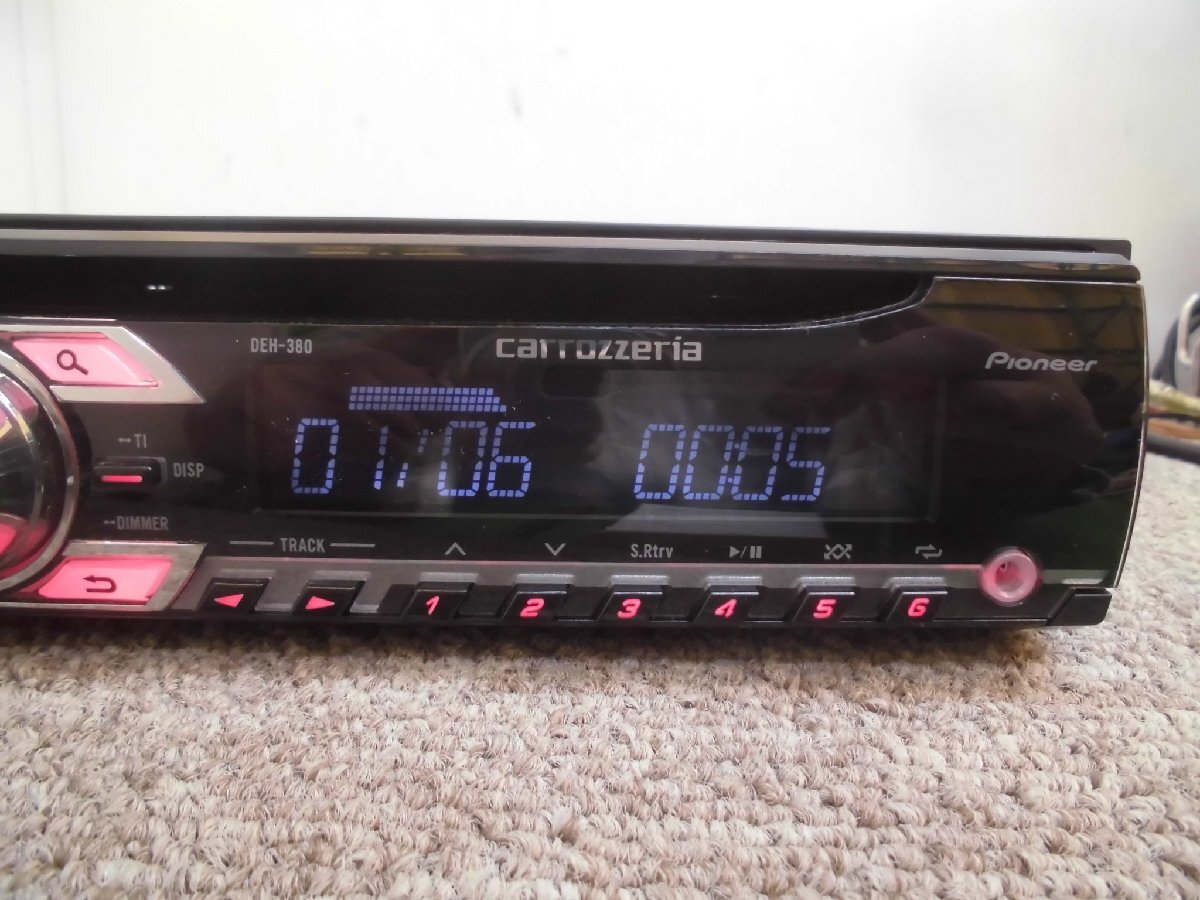 DEH-380
carrozzeria
Pioneer
01/06 0005
TI
DISP
DIMMER
TRACK
S.Rtrv
1 2 3 4 5 6